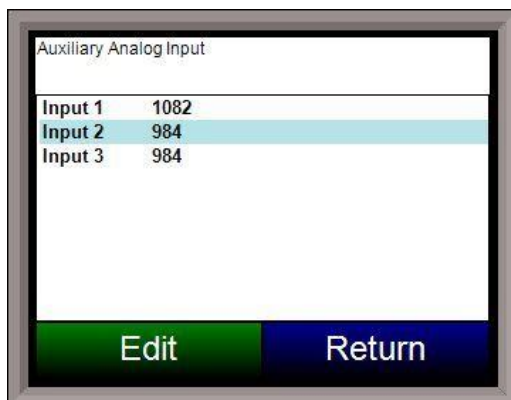 Auxiliary Analog Input
Input 1 1082
Input 2 984
Input 3 984
Edit Return